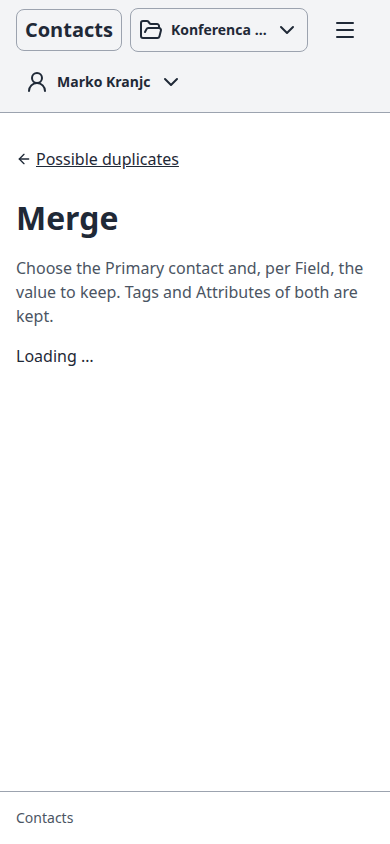 Contacts
Konferenca ...
Marko Kranjc
← Possible duplicates
Merge
Choose the Primary contact and, per Field, the
value to keep. Tags and Attributes of both are
kept.
Loading ...
Contacts